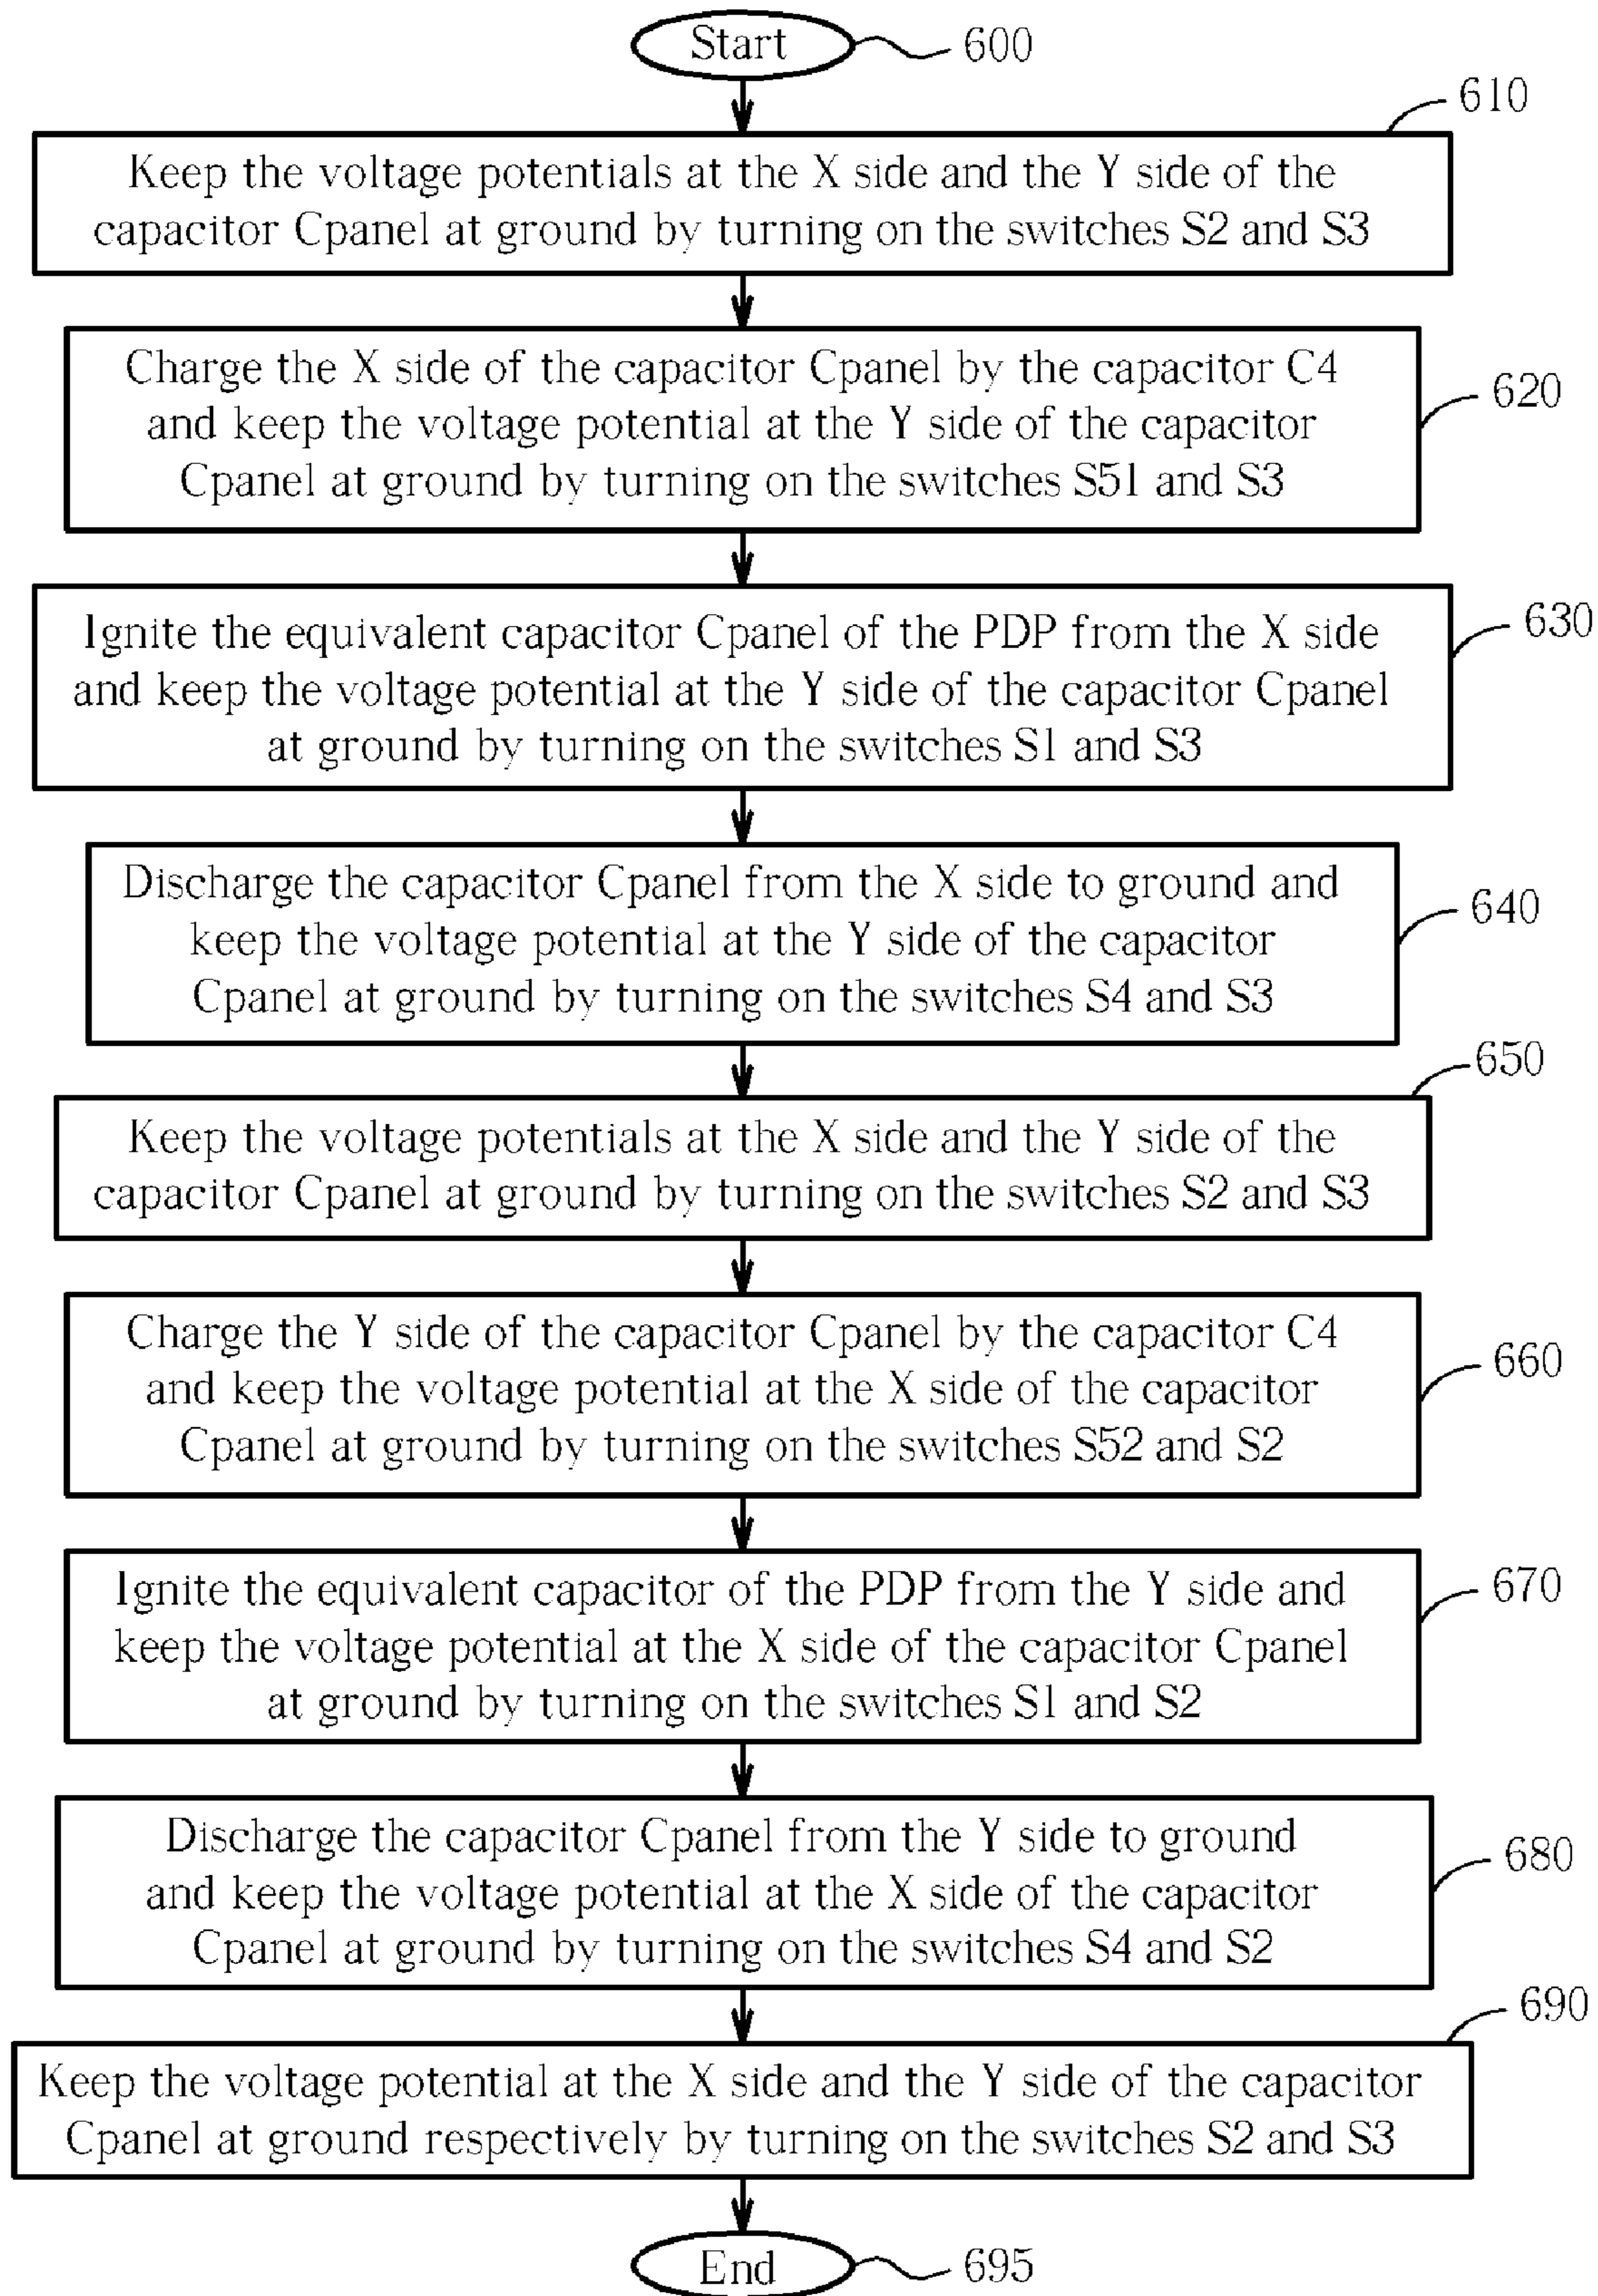 Start
600
610
Keep the voltage potentials at the X side and the Y side of the
capacitor Cpanel at ground by turning on the switches S2 and S3
Charge the X side of the capacitor Cpanel by the capacitor C4
and keep the voltage potential at the Y side of the capacitor
Cpanel at ground by turning on the switches S51 and S3
620
Ignite the equivalent capacitor Cpanel of the PDP from the X side
and keep the voltage potential at the Y side of the capacitor Cpanel
at ground by turning on the switches S1 and S3
630
Discharge the capacitor Cpanel from the X side to ground and
keep the voltage potential at the Y side of the capacitor
Cpanel at ground by turning on the switches S4 and S3
640
650
Keep the voltage potentials at the X side and the Y side of the
capacitor Cpanel at ground by turning on the switches S2 and S3
Charge the Y side of the capacitor Cpanel by the capacitor C4
and keep the voltage potential at the X side of the capacitor
Cpanel at ground by turning on the switches S52 and S2
660
Ignite the equivalent capacitor of the PDP from the Y side and
keep the voltage potential at the X side of the capacitor Cpanel
at ground by turning on the switches S1 and S2
670
Discharge the capacitor Cpanel from the Y side to ground
and keep the voltage potential at the X side of the capacitor
Cpanel at ground by turning on the switches S4 and S2
680
690
Keep the voltage potential at the X side and the Y side of the capacitor
Cpanel at ground respectively by turning on the switches S2 and S3
End
695